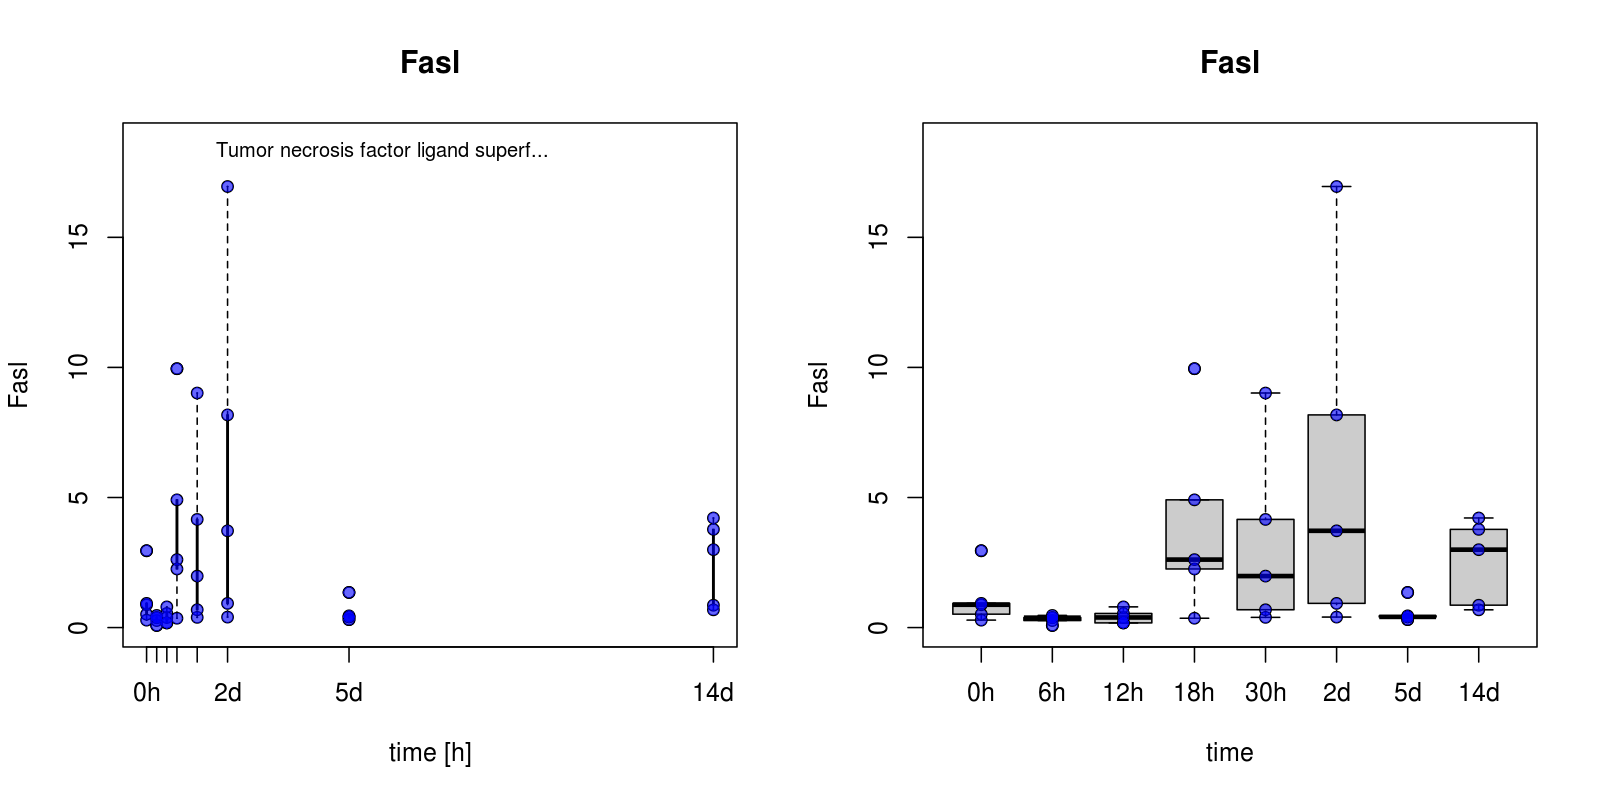 Fasl
Tumor necrosis factor ligand superf...
Fasl
15
10
5
0
0h 2d 5d 14d
time [h]
Fasl
Fasl
15
10
5
0
0h 6h 12h 18h 30h 2d 5d 14d
time